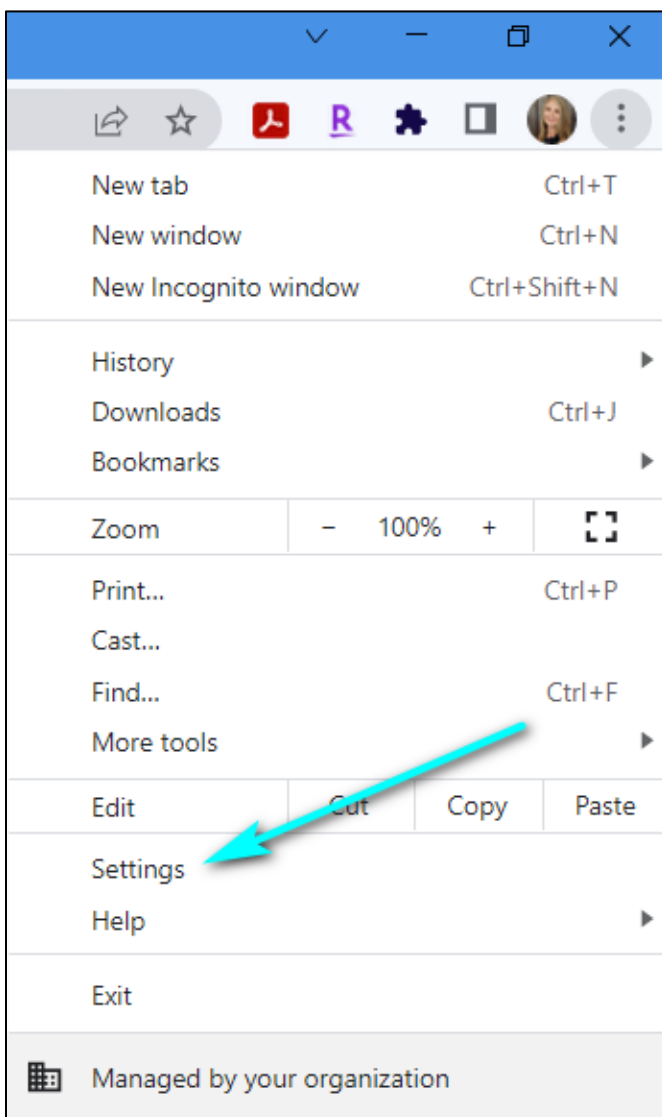 R
New tab Ctrl+T
New window Ctrl+N
New Incognito window Ctrl+Shift+N
History
Downloads Ctrl+J
Bookmarks
Zoom − 100% +
Print... Ctrl+P
Cast...
Find... Ctrl+F
More tools
Edit Cut Copy Paste
Settings
Help
Exit
Managed by your organization